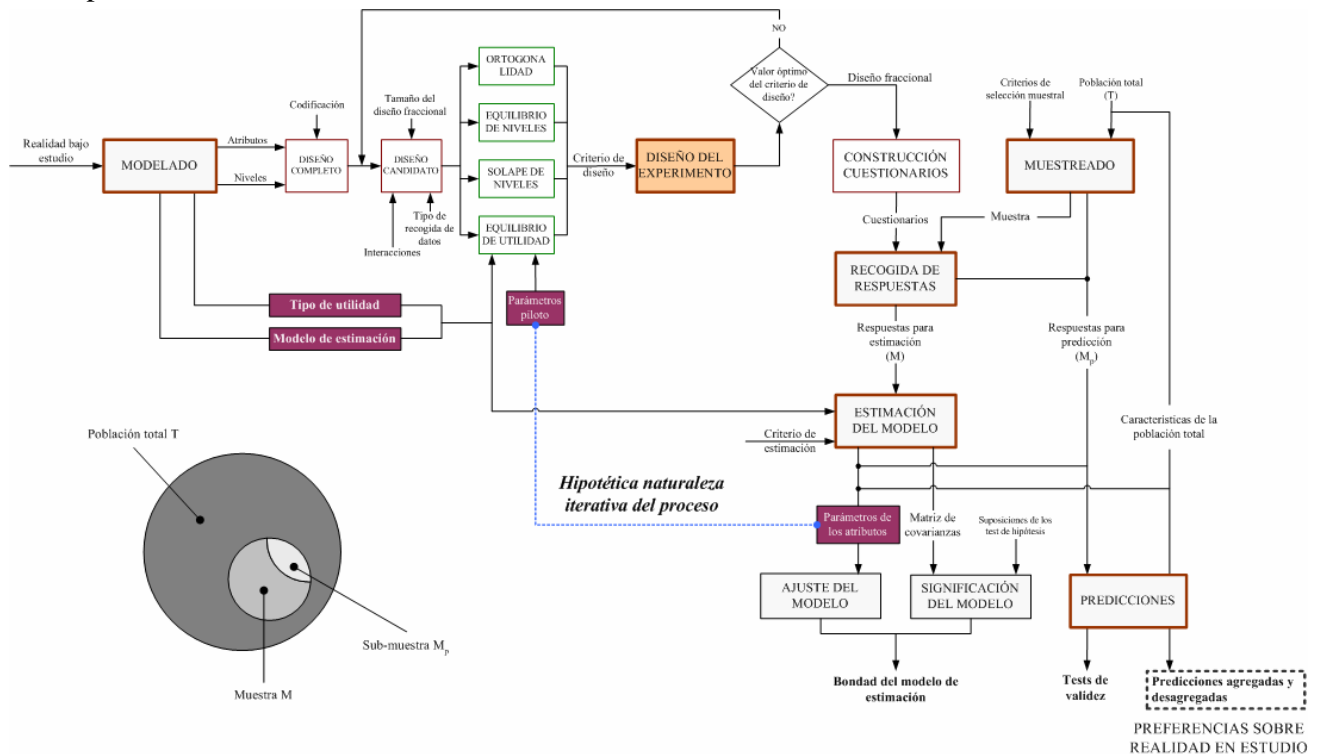 NO
ORTOGONA
LIDAD
Valor óptimo
del criterio de
diseño?
Diseño fraccional
Criterios de
selección muestral
Población total
(T)
Codificación
Tamaño del
diseño fraccional
Realidad bajo
estudio
MODELADO
Atributos
Niveles
DISEÑO
COMPLETO
DISEÑO
CANDIDATO
EQUILIBRIO
DE NIVELES
SOLAPE DE
NIVELES
EQUILIBRIO
DE UTILIDAD
Criterio de
diseño
DISEÑO DEL
EXPERIMENTO
CONSTRUCCIÓN
CUESTIONARIOS
MUESTREADO
Tipo de
recogida de
datos
Interacciones
Cuestionarios
Muestra
RECOGIDA DE
RESPUESTAS
Tipo de utilidad
Modelo de estimación
Parámetros
piloto
Respuestas para
estimación
(M)
Respuestas para
predicción
(Mp)
ESTIMACIÓN
DEL MODELO
Criterio de
estimación
Características de la
población total
Población total T
Hipotética naturaleza
iterativa del proceso
Parámetros de
los atributos
Matriz de
covarianzas
Suposiciones de los
test de hipótesis
AJUSTE DEL
MODELO
SIGNIFICACIÓN
DEL MODELO
PREDICCIONES
Sub-muestra Mp
Muestra M
Bondad del modelo de
estimación
Tests de
validez
Predicciones agregadas y
desagregadas
PREFERENCIAS SOBRE
REALIDAD EN ESTUDIO